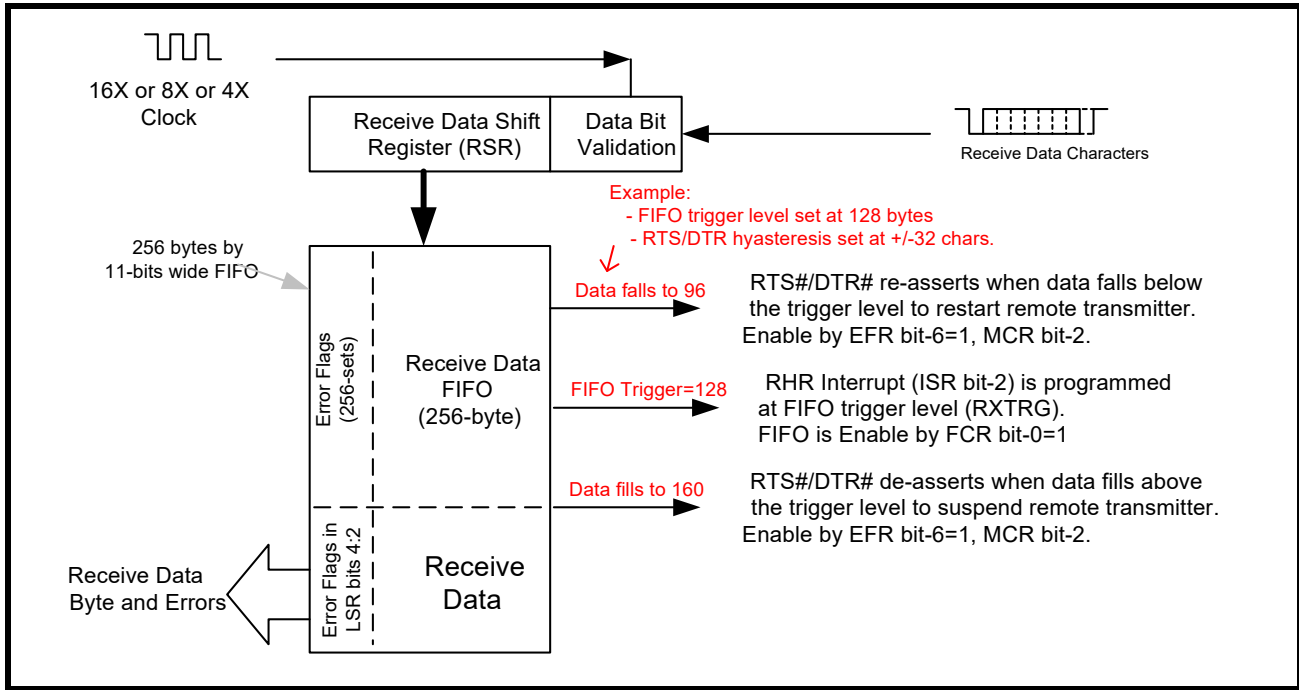 16X or 8X or 4X
Clock
Receive Data Shift
Register (RSR)
Data Bit
Validation
Receive Data Characters
Example:
- FIFO trigger level set at 128 bytes
- RTS/DTR hyasteresis set at +/-32 chars.
256 bytes by
11-bits wide FIFO
Error Flags
(256-sets)
Receive Data
FIFO
(256-byte)
Data falls to 96
RTS#/DTR# re-asserts when data falls below
the trigger level to restart remote transmitter.
Enable by EFR bit-6=1, MCR bit-2.
FIFO Trigger=128
RHR Interrupt (ISR bit-2) is programmed
at FIFO trigger level (RXTRG).
FIFO is Enable by FCR bit-0=1
Data fills to 160
RTS#/DTR# de-asserts when data fills above
the trigger level to suspend remote transmitter.
Enable by EFR bit-6=1, MCR bit-2.
Error Flags in
LSR bits 4:2
Receive
Data
Receive Data
Byte and Errors